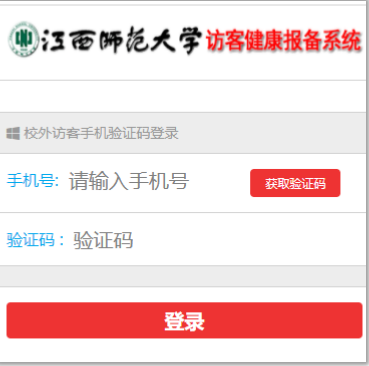 江西师范大学 访客健康报备系统
校外访客手机验证码登录
手机号: 请输入手机号 获取验证码
验证码： 验证码
登录